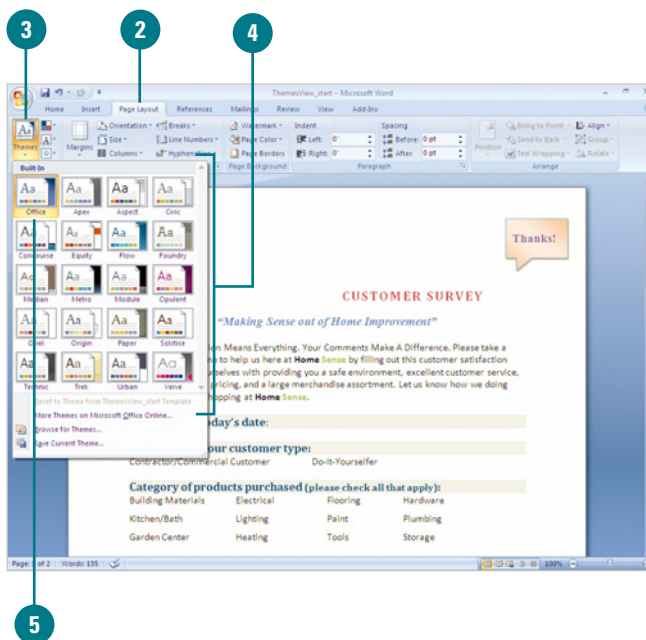 3 2 4
ThemesView_start - Microsoft Word
Home Insert Page Layout References Mailings Review View Add-Ins
Themes
Margins
Orientation
Size
Columns
Breaks
Line Numbers
Hyphenation
Watermark
Page Color
Page Borders
Page Background
Indent
Left: 0"
Right: 0"
Spacing
Before: 0 pt
After: 0 pt
Paragraph
Position
Bring to Front
Send to Back
Text Wrapping
Align
Group
Rotate
Arrange
Built-In
Office Apex Aspect Civic
Concourse Equity Flow Foundry
Median Metro Module Opulent
Oriel Origin Paper Solstice
Technic Trek Urban Verve
Reset to Theme from ThemesView_start Template
More Themes on Microsoft Office Online...
Browse for Themes...
Save Current Theme...
Thanks!
CUSTOMER SURVEY
“Making Sense out of Home Improvement”
Means Everything. Your Comments Make A Difference. Please take a
to help us here at Home Sense by filling out this customer satisfaction
selves with providing you a safe environment, excellent customer service,
pricing, and a large merchandise assortment. Let us know how we doing
hopping at Home Sense.
day's date:
our customer type:
Contractor/Commercial Customer Do-It-Yourselfer
Category of products purchased (please check all that apply):
Building Materials Electrical Flooring Hardware
Kitchen/Bath Lighting Paint Plumbing
Garden Center Heating Tools Storage
Page: 1 of 2 Words: 135 100%
5